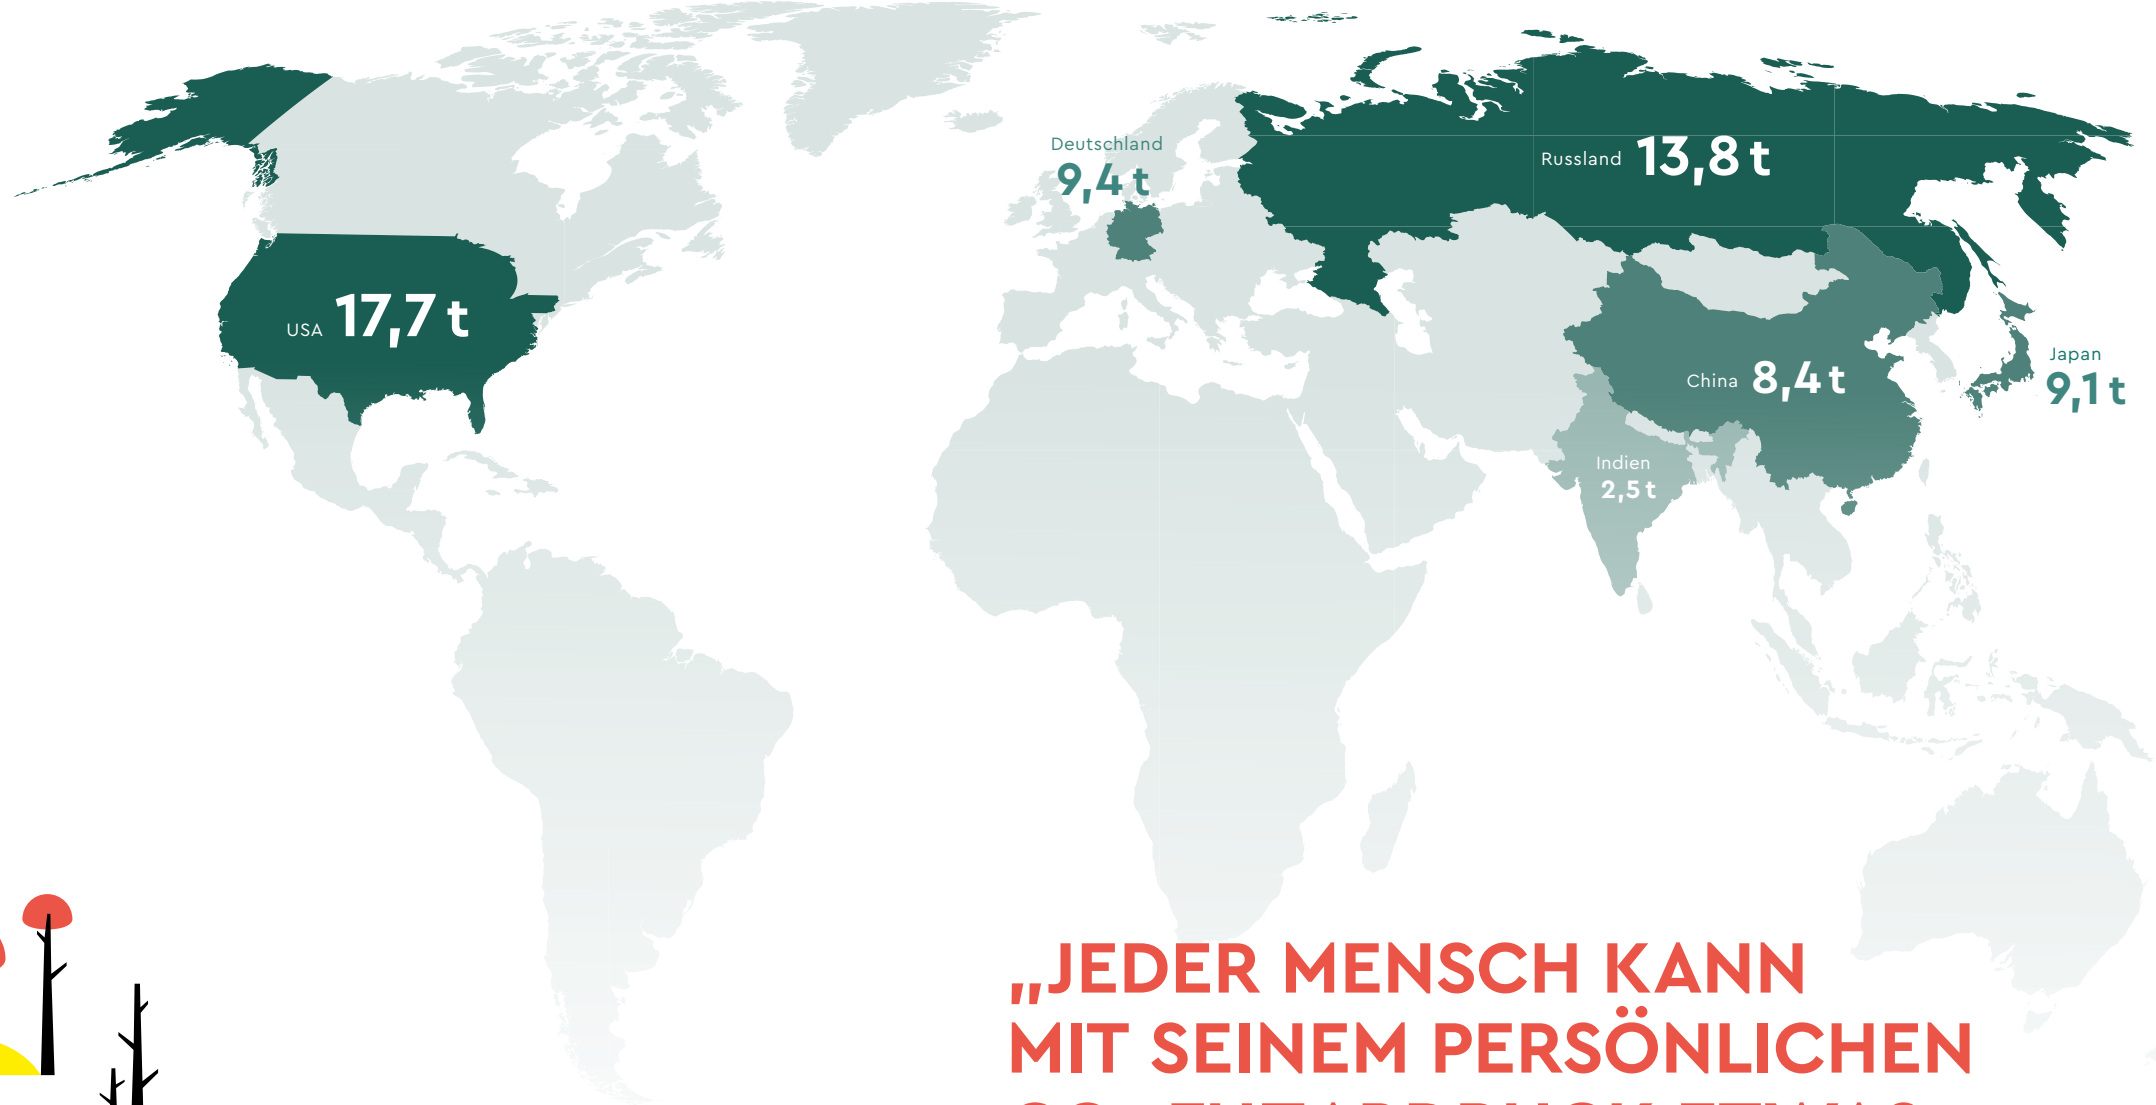 Deutschland
9,4 t
Russland 13,8 t
USA 17,7 t
Japan
9,1 t
China 8,4 t
Indien
2,5 t
„JEDER MENSCH KANN
MIT SEINEM PERSÖNLICHEN